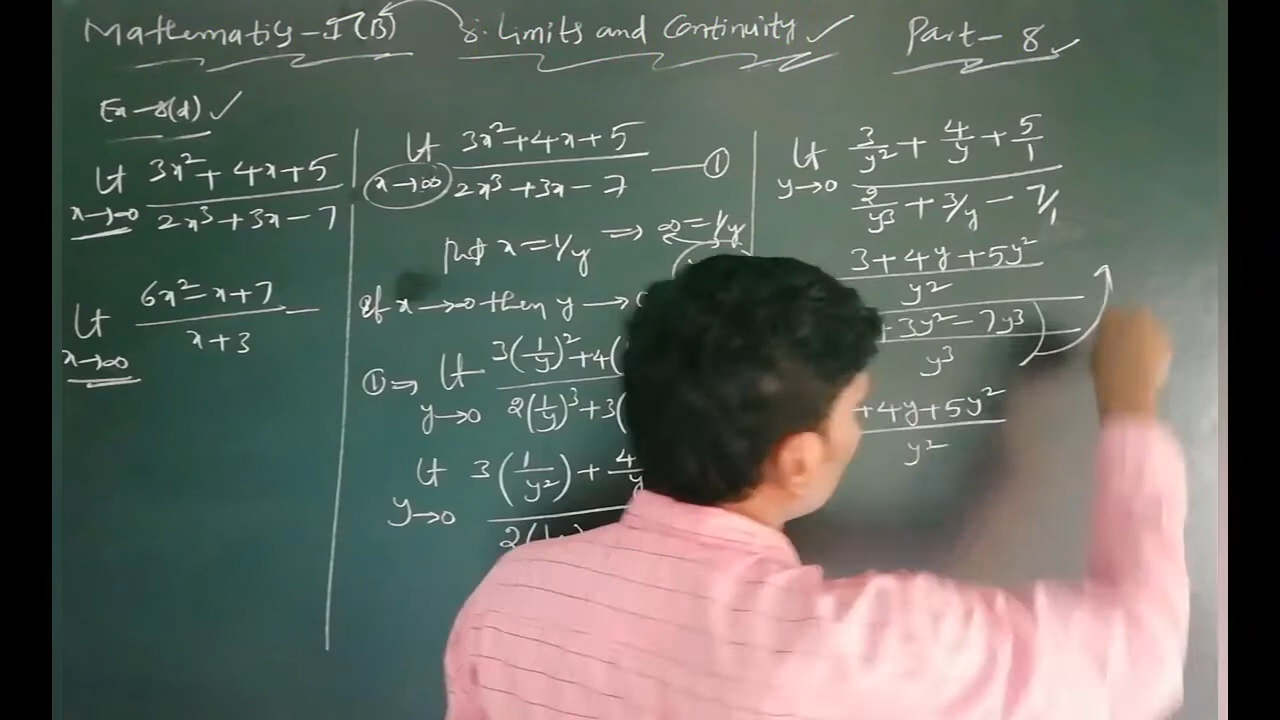 Mathematics-I(B) 8. Limits and Continuity ✓ Part-8 ✓
Ex-8(d) ✓
Lt x→∞ (3x²+4x+5)/(2x³+3x-7)
Lt x→∞ (6x²-x+7)/(x+3) —
Lt x→∞ (3x²+4x+5)/(2x³+3x-7) — ①
put x=1/y ⇒ ∞=1/y
If x→∞ then y→
①⇒ Lt y→0 3(1/y)²+4(
2(1/y)³+3(
Lt y→0 3(1/y²)+4/y
2(
Lt y→0 (3/y²+4/y+5/1)/(2/y³+3/y-7/1)
(3+4y+5y²)/y²
(+3y²-7y³)/y³
(+4y+5y²)/y²